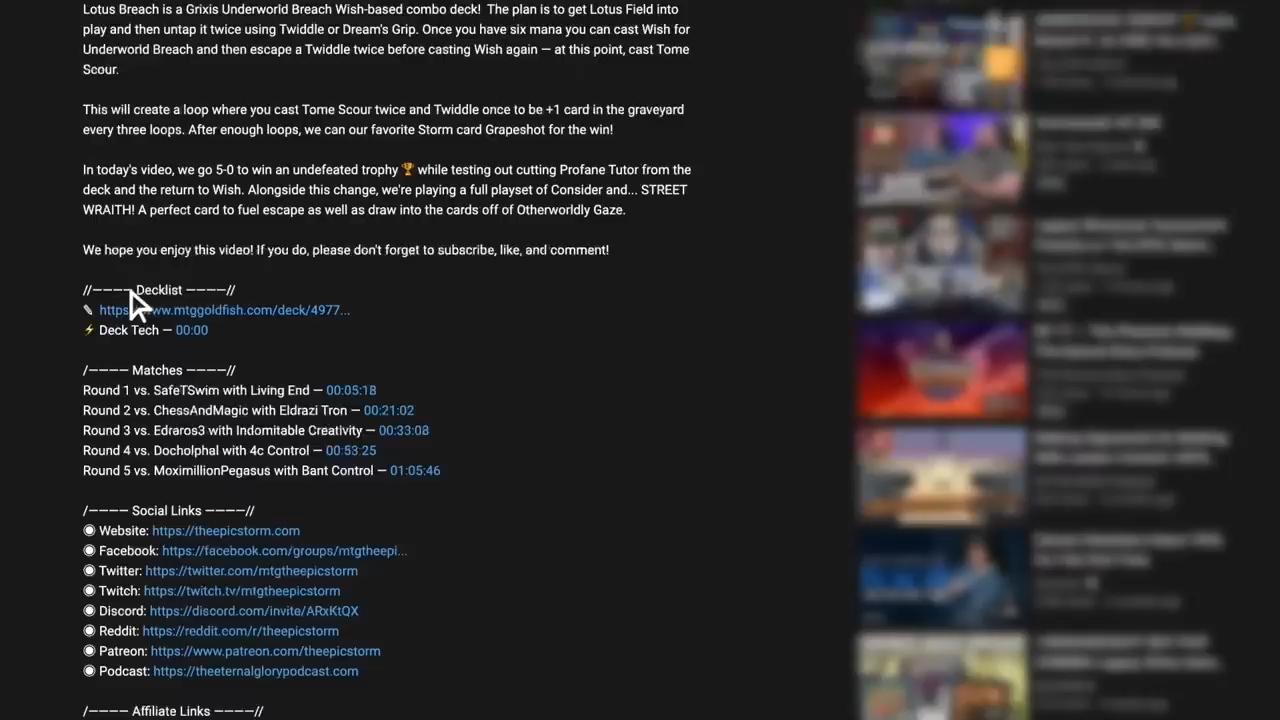 Lotus Breach is a Grixis Underworld Breach Wish-based combo deck!  The plan is to get Lotus Field into
play and then untap it twice using Twiddle or Dream's Grip. Once you have six mana you can cast Wish for
Underworld Breach and then escape a Twiddle twice before casting Wish again — at this point, cast Tome
Scour.
This will create a loop where you cast Tome Scour twice and Twiddle once to be +1 card in the graveyard
every three loops. After enough loops, we can our favorite Storm card Grapeshot for the win!
In today's video, we go 5-0 to win an undefeated trophy 🏆 while testing out cutting Profane Tutor from the
deck and the return to Wish. Alongside this change, we're playing a full playset of Consider and... STREET
WRAITH! A perfect card to fuel escape as well as draw into the cards off of Otherworldly Gaze.
We hope you enjoy this video! If you do, please don't forget to subscribe, like, and comment!
//———— Decklist ————//
✎ https www.mtggoldfish.com/deck/4977...
⚡ Deck Tech — 00:00
/———— Matches ————//
Round 1 vs. SafeTSwim with Living End — 00:05:18
Round 2 vs. ChessAndMagic with Eldrazi Tron — 00:21:02
Round 3 vs. Edraros3 with Indomitable Creativity — 00:33:08
Round 4 vs. Docholphal with 4c Control — 00:53:25
Round 5 vs. MoximillionPegasus with Bant Control — 01:05:46
/———— Social Links ————//
◉ Website: https://theepicstorm.com
◉ Facebook: https://facebook.com/groups/mtgtheepi...
◉ Twitter: https://twitter.com/mtgtheepicstorm
◉ Twitch: https://twitch.tv/mtgtheepicstorm
◉ Discord: https://discord.com/invite/ARxKtQX
◉ Reddit: https://reddit.com/r/theepicstorm
◉ Patreon: https://www.patreon.com/theepicstorm
◉ Podcast: https://theeternalglorypodcast.com
/———— Affiliate Links ————//